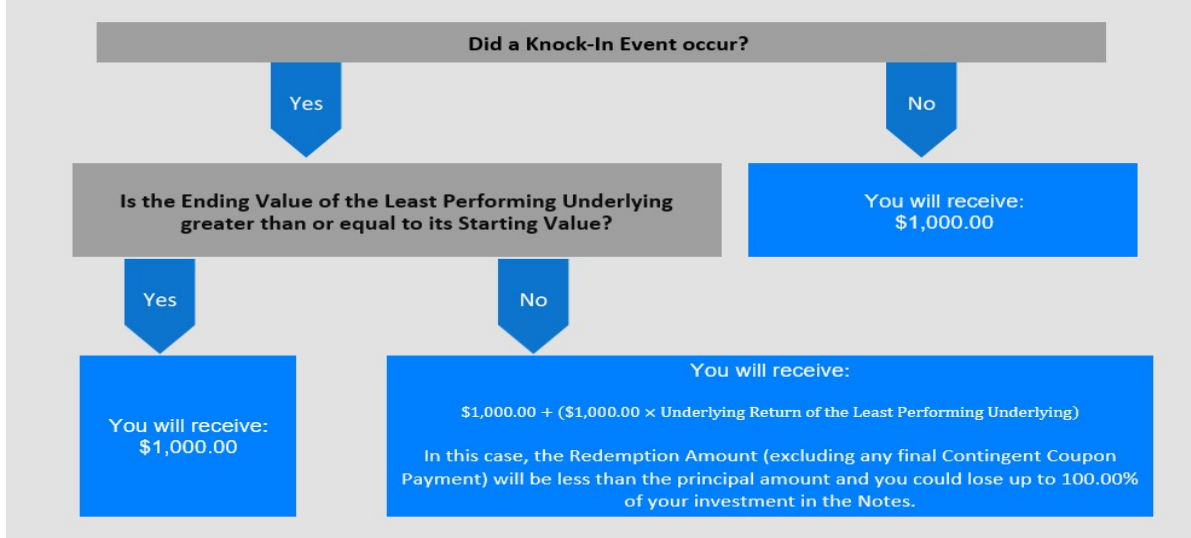 Did a Knock-In Event occur?
Yes
No
Is the Ending Value of the Least Performing Underlying
greater than or equal to its Starting Value?
You will receive:
$1,000.00
Yes
No
You will receive:
$1,000.00
You will receive:
$1,000.00 + ($1,000.00 × Underlying Return of the Least Performing Underlying)
In this case, the Redemption Amount (excluding any final Contingent Coupon
Payment) will be less than the principal amount and you could lose up to 100.00%
of your investment in the Notes.